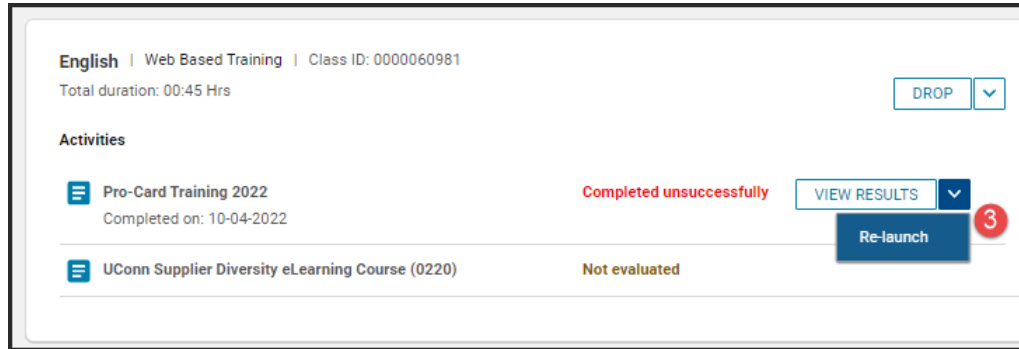 English | Web Based Training | Class ID: 0000060981
Total duration: 00:45 Hrs
DROP
Activities
Pro-Card Training 2022
Completed unsuccessfully
VIEW RESULTS
Completed on: 10-04-2022
Re-launch
3
UConn Supplier Diversity eLearning Course (0220)
Not evaluated